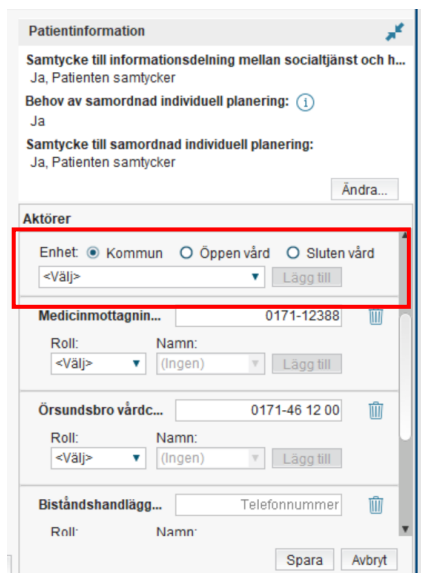 Patientinformation
Samtycke till informationsdelning mellan socialtjänst och h...
Ja, Patienten samtycker
Behov av samordnad individuell planering: i
Ja
Samtycke till samordnad individuell planering:
Ja, Patienten samtycker
Ändra...
Aktörer
Enhet: Kommun Öppen vård Sluten vård
<Välj> Lägg till
Medicinmottagnin... 0171-12388
Roll: Namn:
<Välj> (Ingen) Lägg till
Örsundsbro vårdc... 0171-46 12 00
Roll: Namn:
<Välj> (Ingen) Lägg till
Biståndshandlägg... Telefonnummer
Roll: Namn:
Spara Avbryt